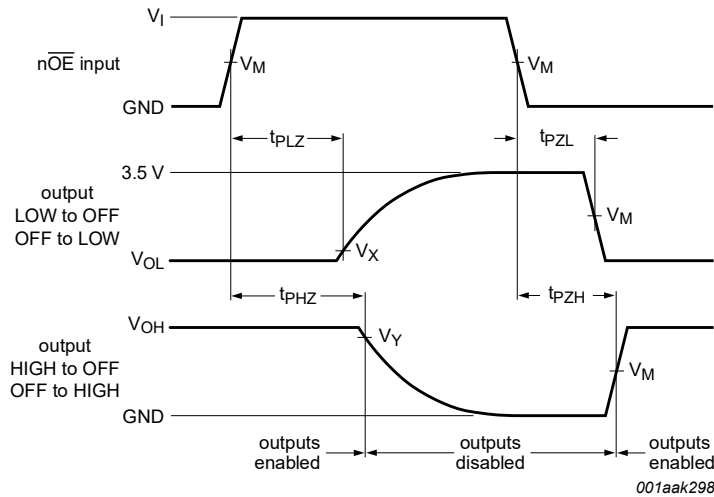 V_I
nOE input
V_M
V_M
GND
t_PLZ
t_PZL
3.5 V
output
LOW to OFF
OFF to LOW
V_M
V_X
V_OL
t_PHZ
t_PZH
V_OH
output
HIGH to OFF
OFF to HIGH
V_Y
V_M
GND
outputs
enabled
outputs
disabled
outputs
enabled
001aak298